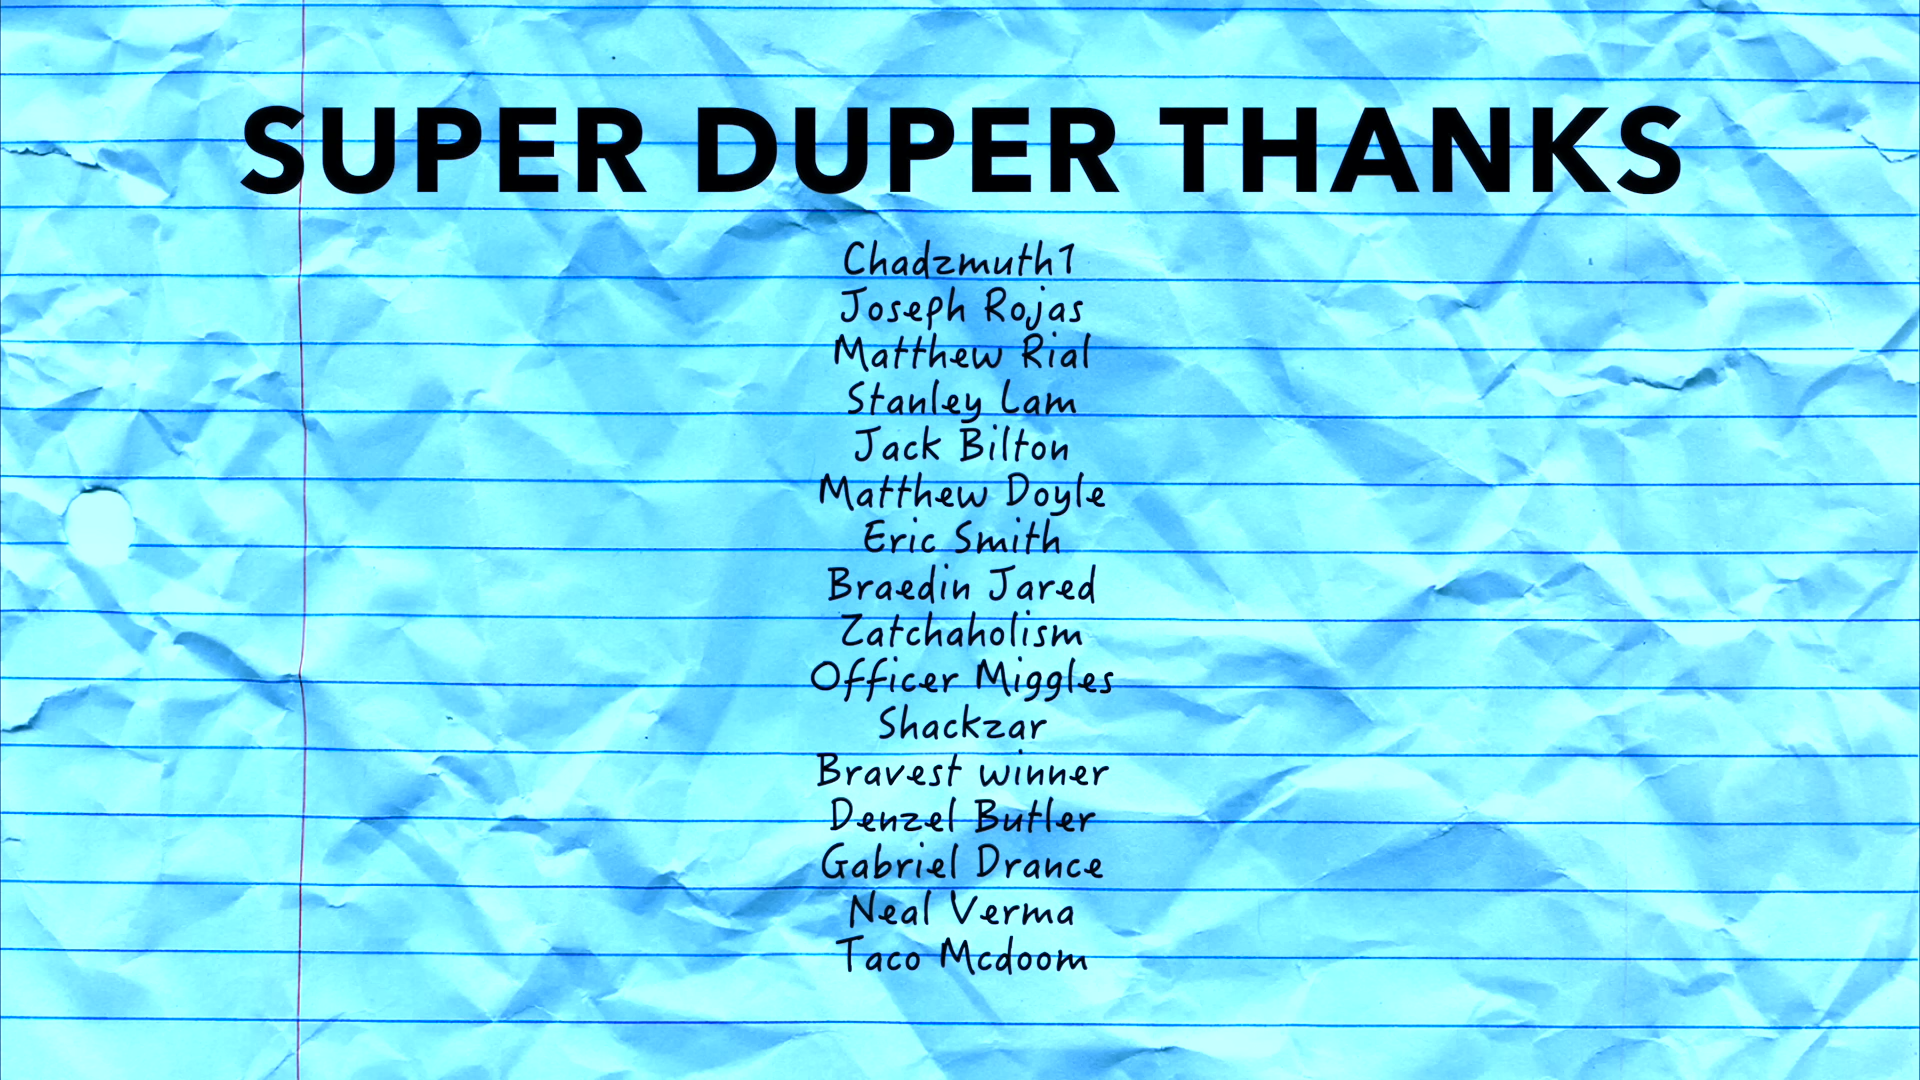 SUPER DUPER THANKS
Chadzmuth1
Joseph Rojas
Matthew Rial
Stanley Lam
Jack Bilton
Matthew Doyle
Eric Smith
Braedin Jared
Zatchaholism
Officer Miggles
Shackzar
Bravest winner
Denzel Butler
Gabriel Drance
Neal Verma
Taco Mcdoom